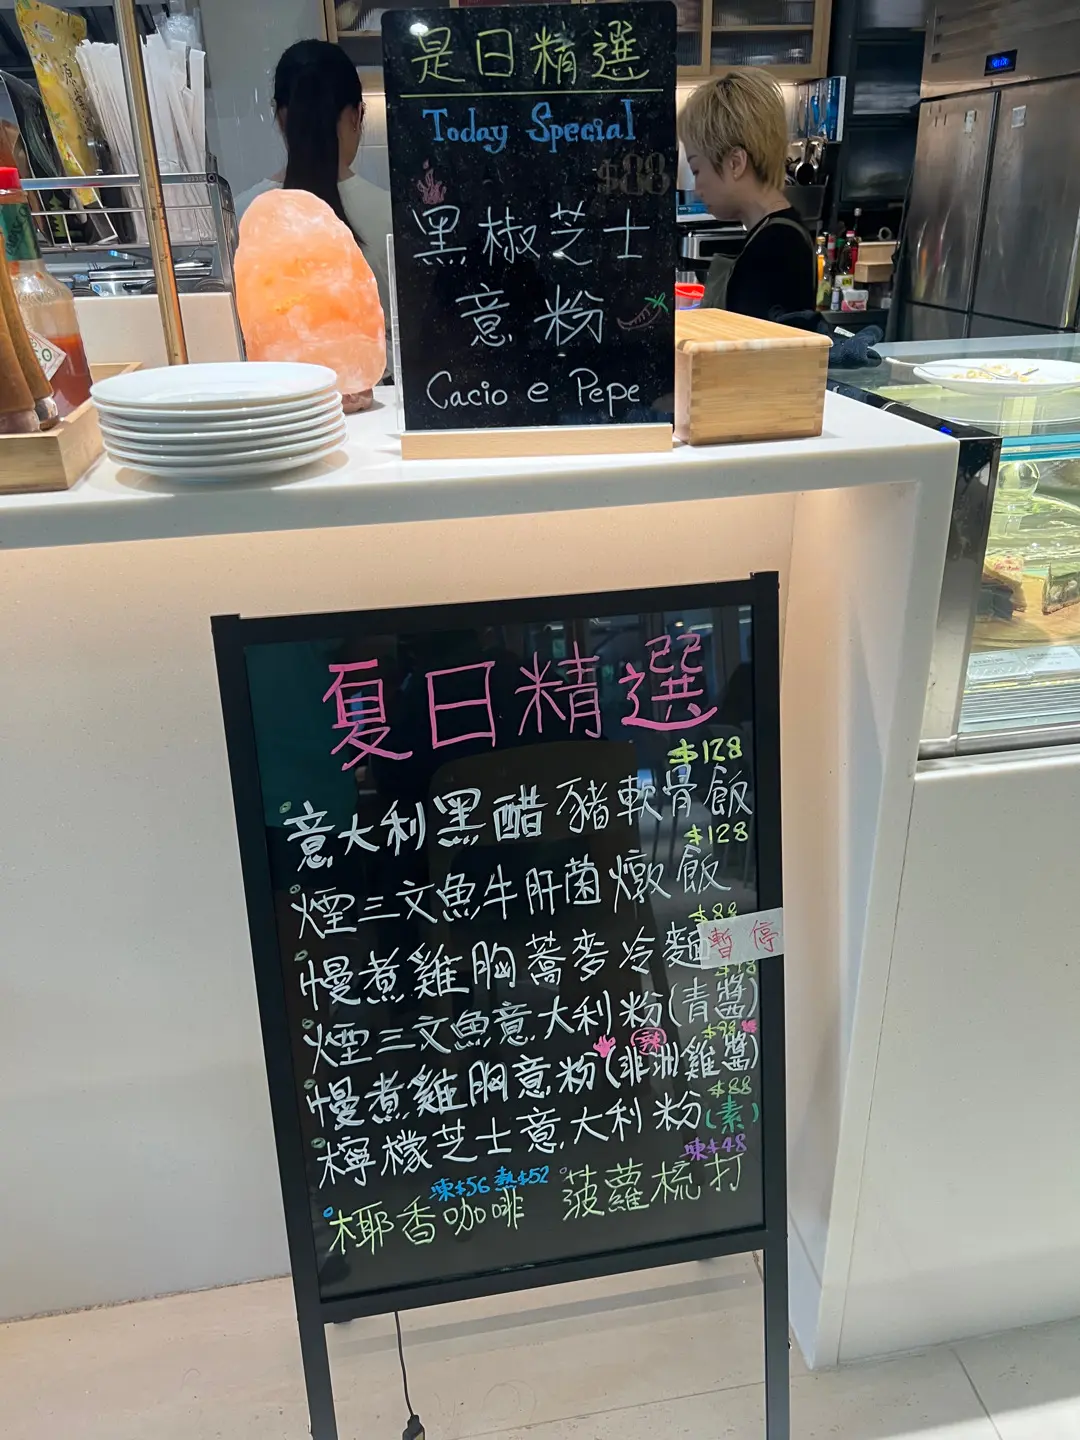 是日精選
Today Special
$88
黑椒芝士
意粉
Cacio e Pepe
夏日精選
$128
意大利黑醋豬軟骨飯
$128
煙三文魚牛肝菌燉飯
$88
慢煮雞胸蕎麥冷麵 暫停
$98
煙三文魚意大利粉(青醬)
辣 $98
慢煮雞胸意粉(非洲雞醬)
$88
檸檬芝士意大利粉(素)
凍$56 熱$52 凍$48
椰香咖啡 菠蘿梳打